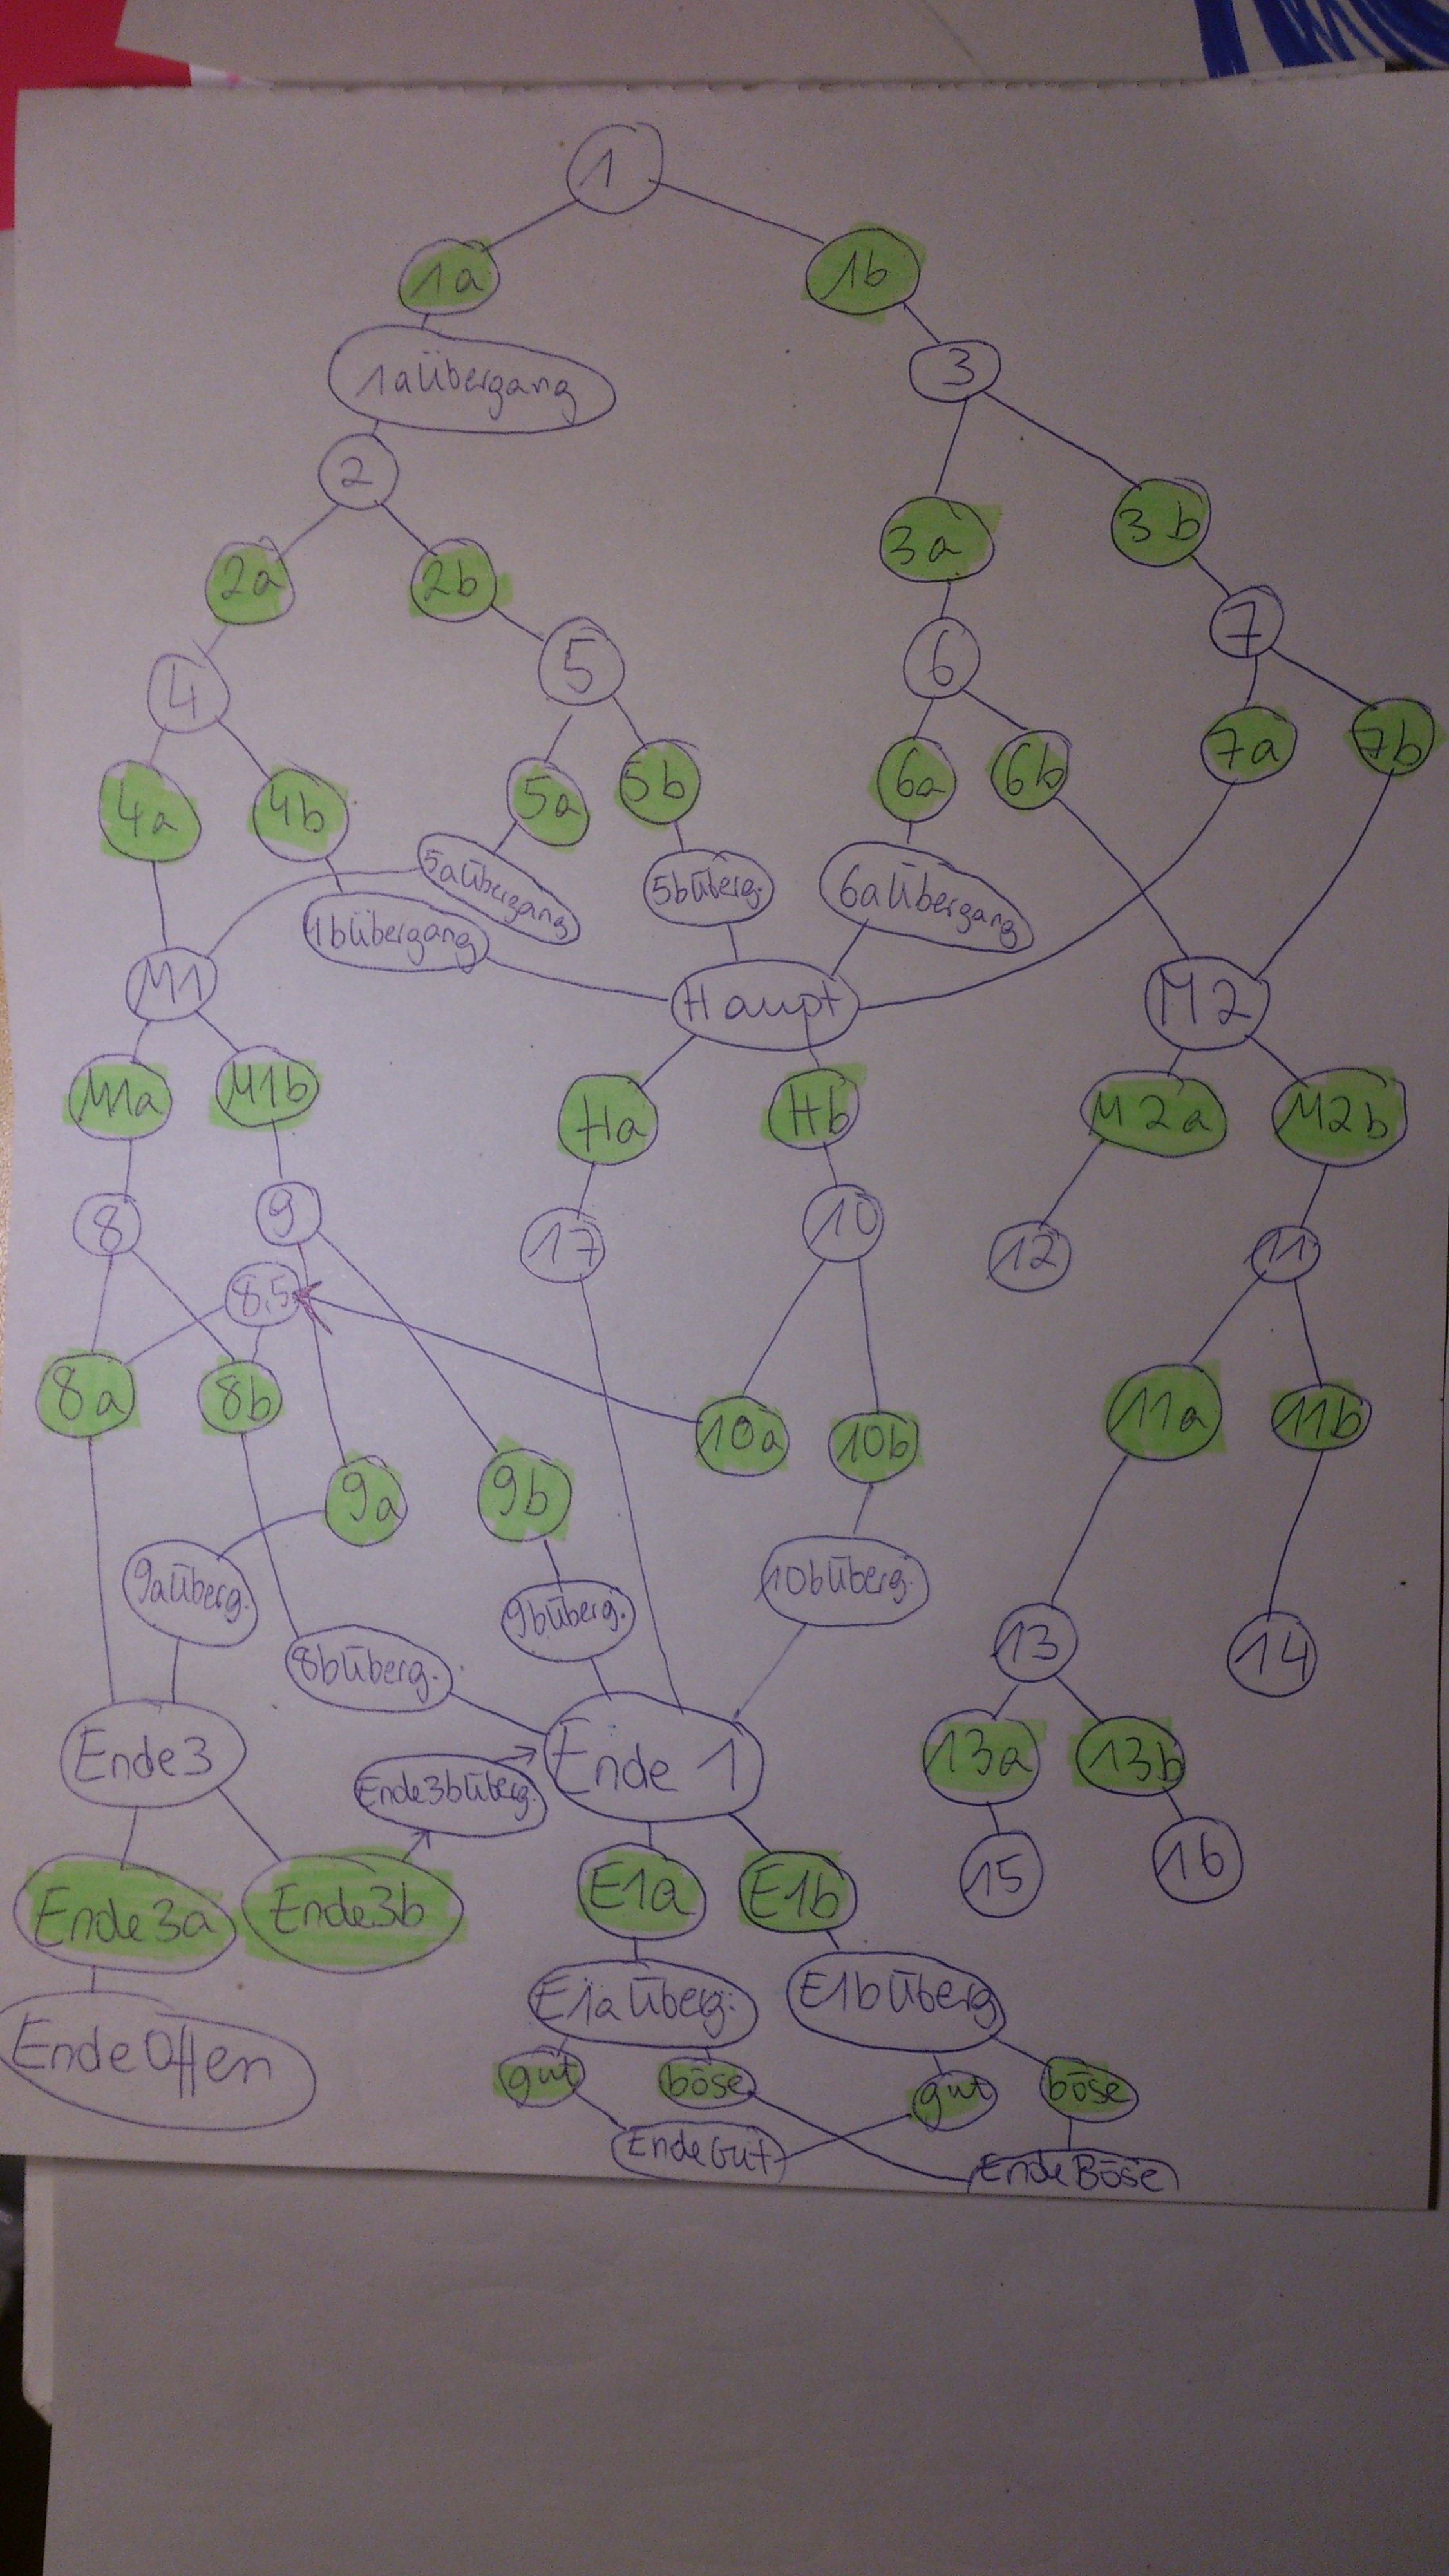 1
1a
1b
1aÜbergang
3
2
2a
2b
3a
3b
4
5
6
7
4a
4b
5a
5b
6a
6b
7a
7b
5aÜbergang
5bÜberg.
6aÜbergang
1bÜbergang
M1
Haupt
M2
M1a
M1b
Ha
Hb
M2a
M2b
8
9
17
10
12
11
8,5
8a
8b
10a
10b
11a
11b
9a
9b
9aÜberg.
9bÜberg.
10bÜberg.
8bÜberg.
13
14
Ende3
Ende3bÜberg.
Ende 1
13a
13b
Ende3a
Ende3b
E1a
E1b
15
16
EndeOffen
E1aÜberg.
E1bÜberg
gut
böse
gut
böse
EndeGut
EndeBöse